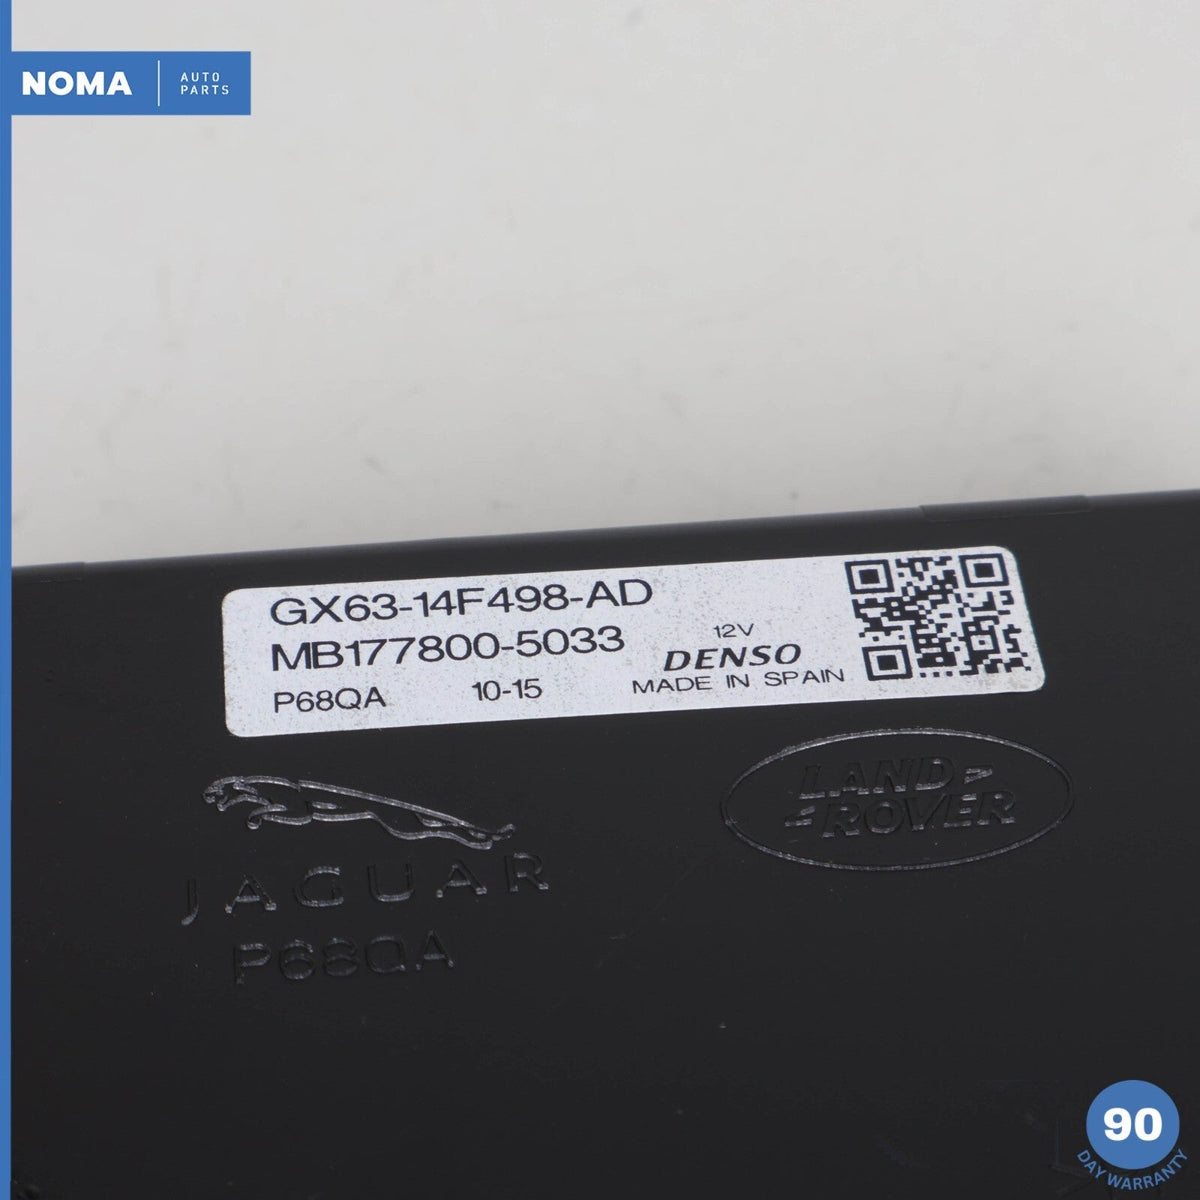 NOMA
AUTO
PARTS
GX63-14F498-AD
MB177800-5033
P68QA 10-15
12V
DENSO
MADE IN SPAIN
LAND
ROVER
JAGUAR
P68QA
90
DAY WARRANTY